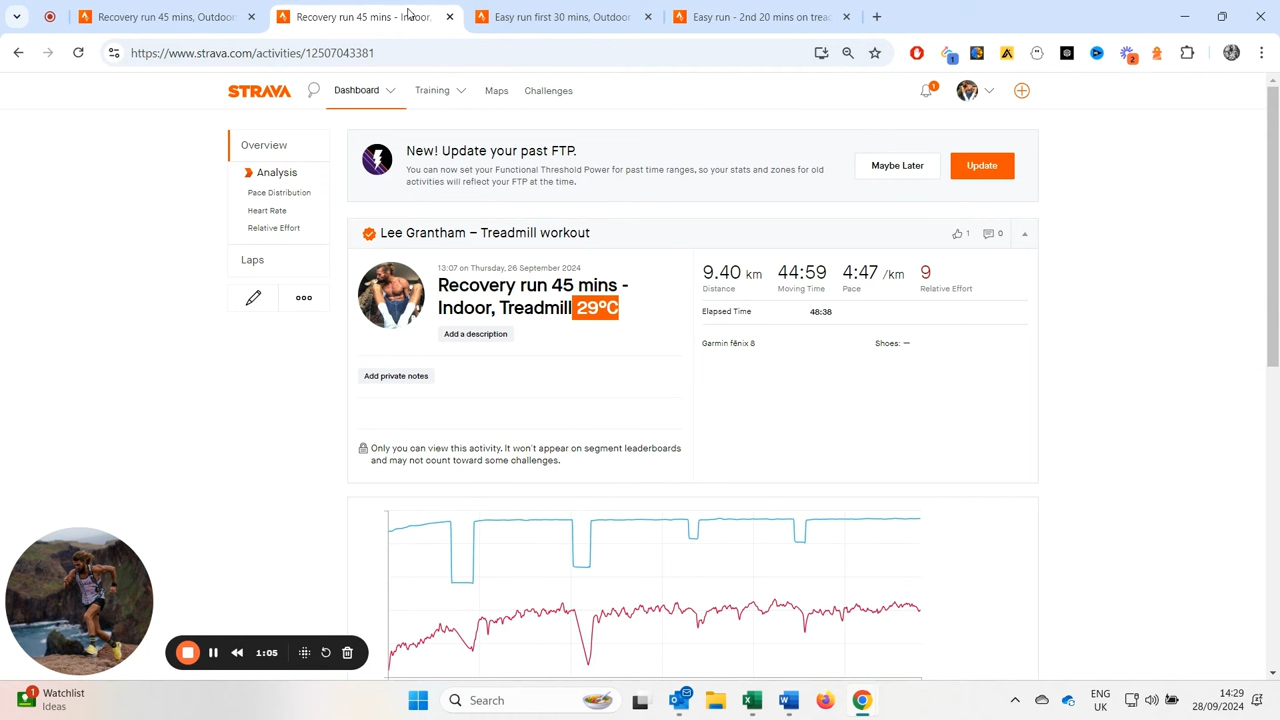 Recovery run 45 mins, Outdoor
Recovery run 45 mins - Indoor,
Easy run first 30 mins, Outdoor
Easy run - 2nd 20 mins on tread
https://www.strava.com/activities/12507043381
1
2
STRAVA
Dashboard
Training
Maps
Challenges
1
Overview
Analysis
Pace Distribution
Heart Rate
Relative Effort
Laps
New! Update your past FTP.
You can now set your Functional Threshold Power for past time ranges, so your stats and zones for old
activities will reflect your FTP at the time.
Maybe Later
Update
Lee Grantham – Treadmill workout
1
0
13:07 on Thursday, 26 September 2024
Recovery run 45 mins -
Indoor, Treadmill 29ºC
Add a description
Add private notes
Only you can view this activity. It won't appear on segment leaderboards
and may not count toward some challenges.
9.40 km
44:59
4:47 /km
9
Distance
Moving Time
Pace
Relative Effort
Elapsed Time
48:38
Garmin fēnix 8
Shoes: —
1:05
1
Watchlist
Ideas
Search
ENG
UK
14:29
28/09/2024